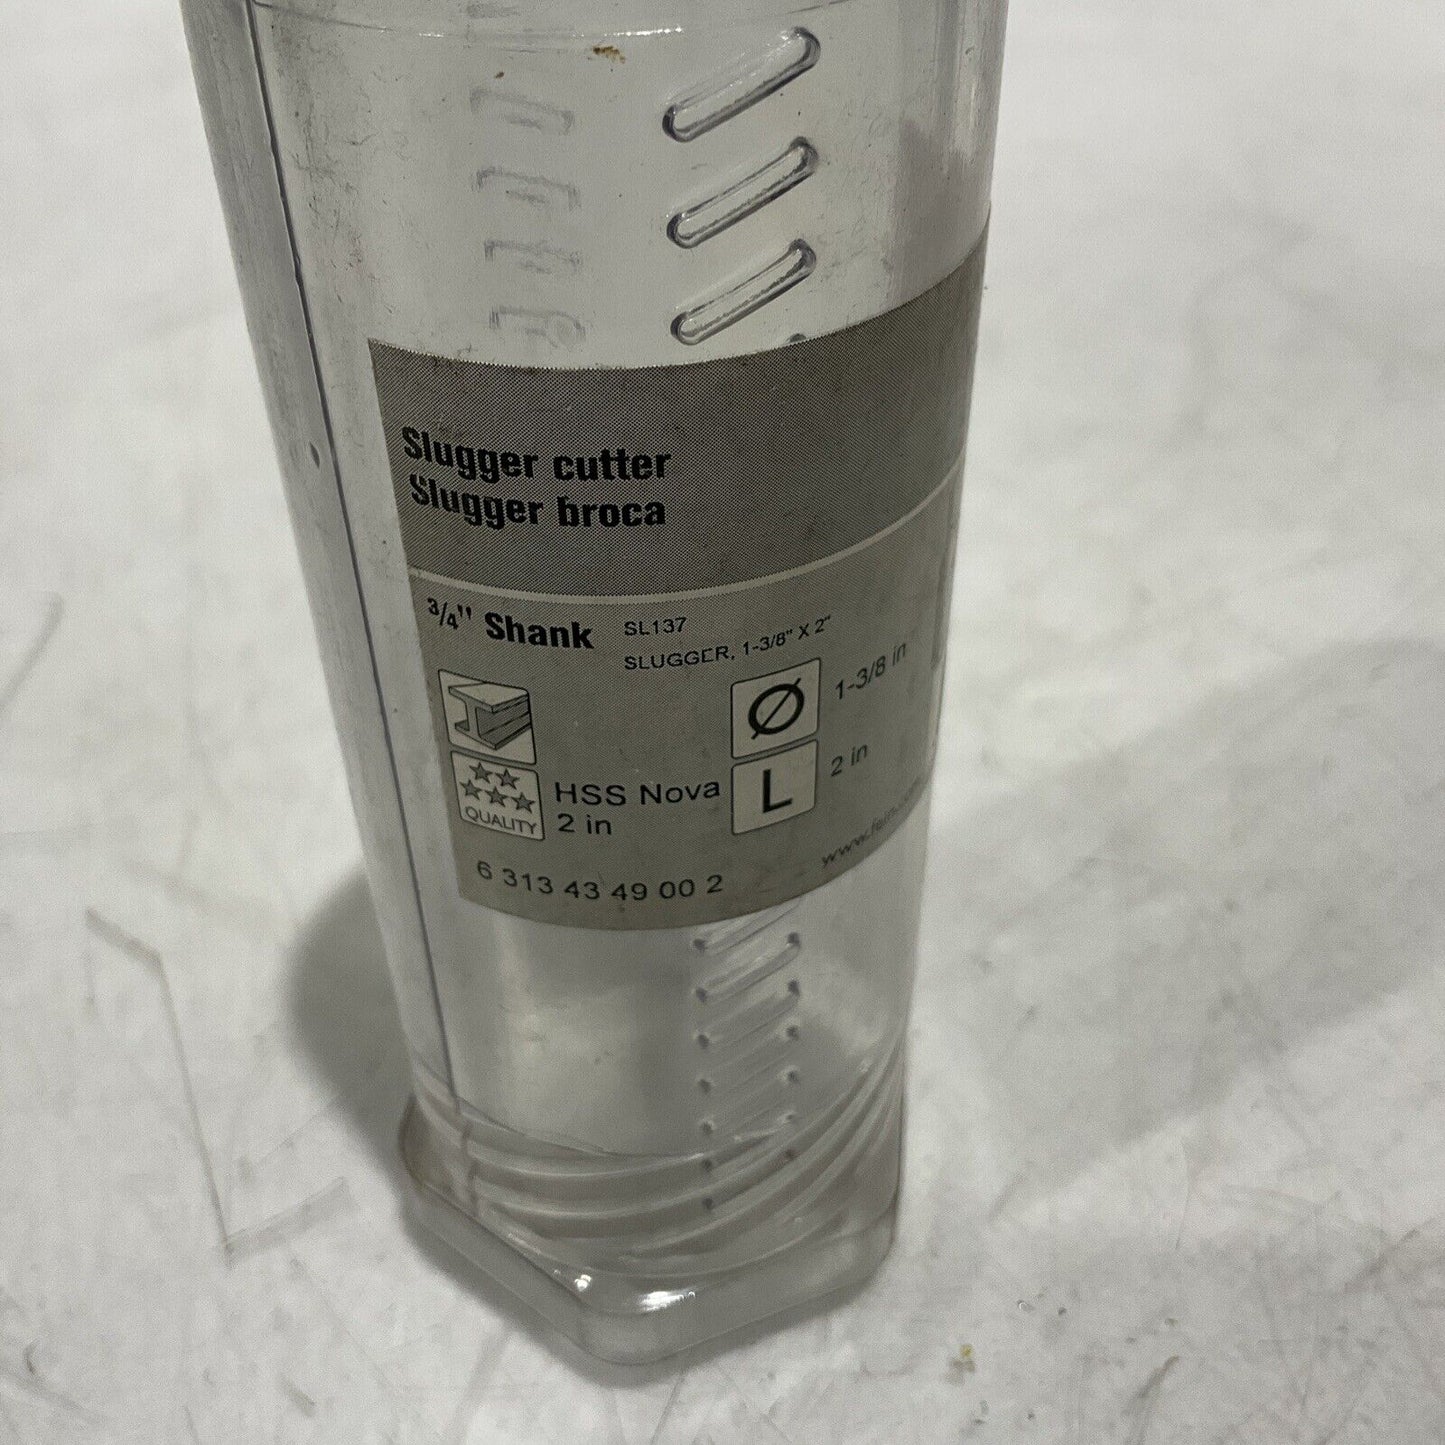 Slugger cutter
Slugger broca
3/4" Shank
SL137
SLUGGER, 1-3/8" X 2"
Ø 1-3/8 in
L 2 in
QUALITY
HSS Nova
2 in
6 313 43 49 00 2